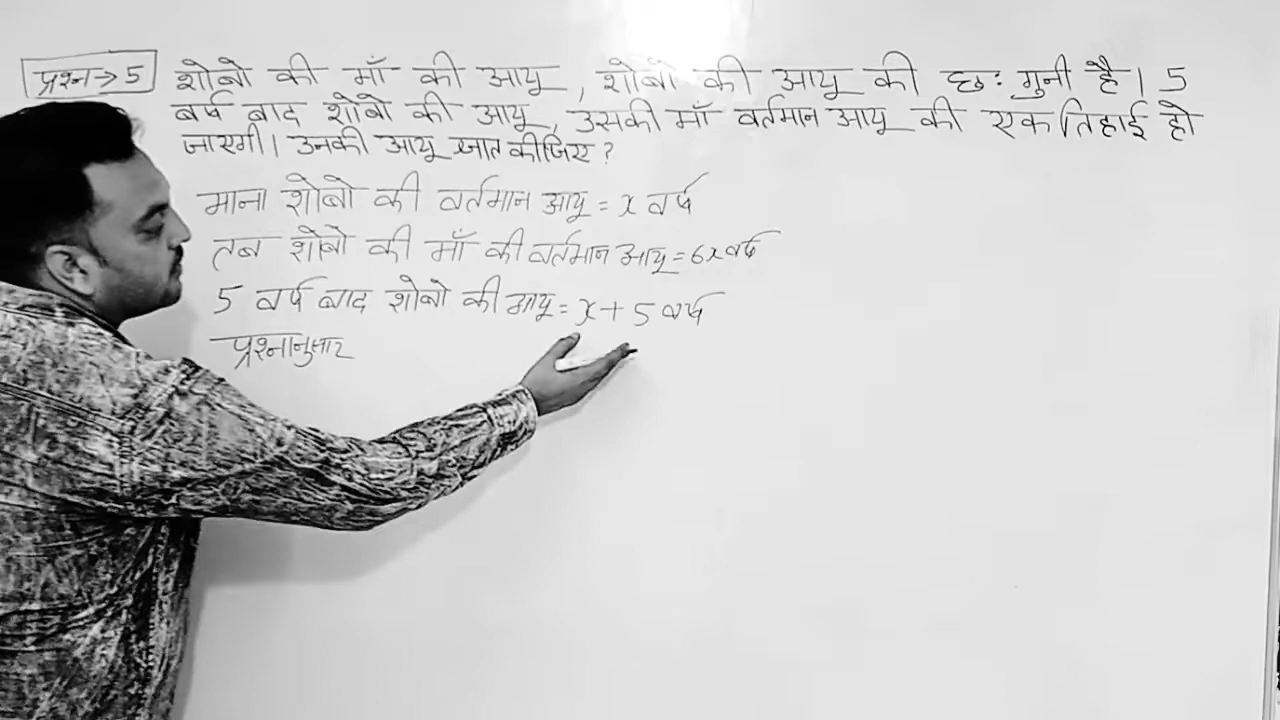 प्रश्न→5 शोबो की माँ की आयु, शोबो की आयु की छः गुनी है। 5
बर्ष बाद शोबो की आयु, उसकी माँ वर्तमान आयु की एक तिहाई हो
जाएगी। उनकी आयु ज्ञात कीजिए?
माना शोबो की वर्तमान आयु = x वर्ष
तब शोबो की माँ की वर्तमान आयु = 6x वर्ष
5 वर्ष बाद शोबो की आयु = x + 5 वर्ष
प्रश्नानुसार